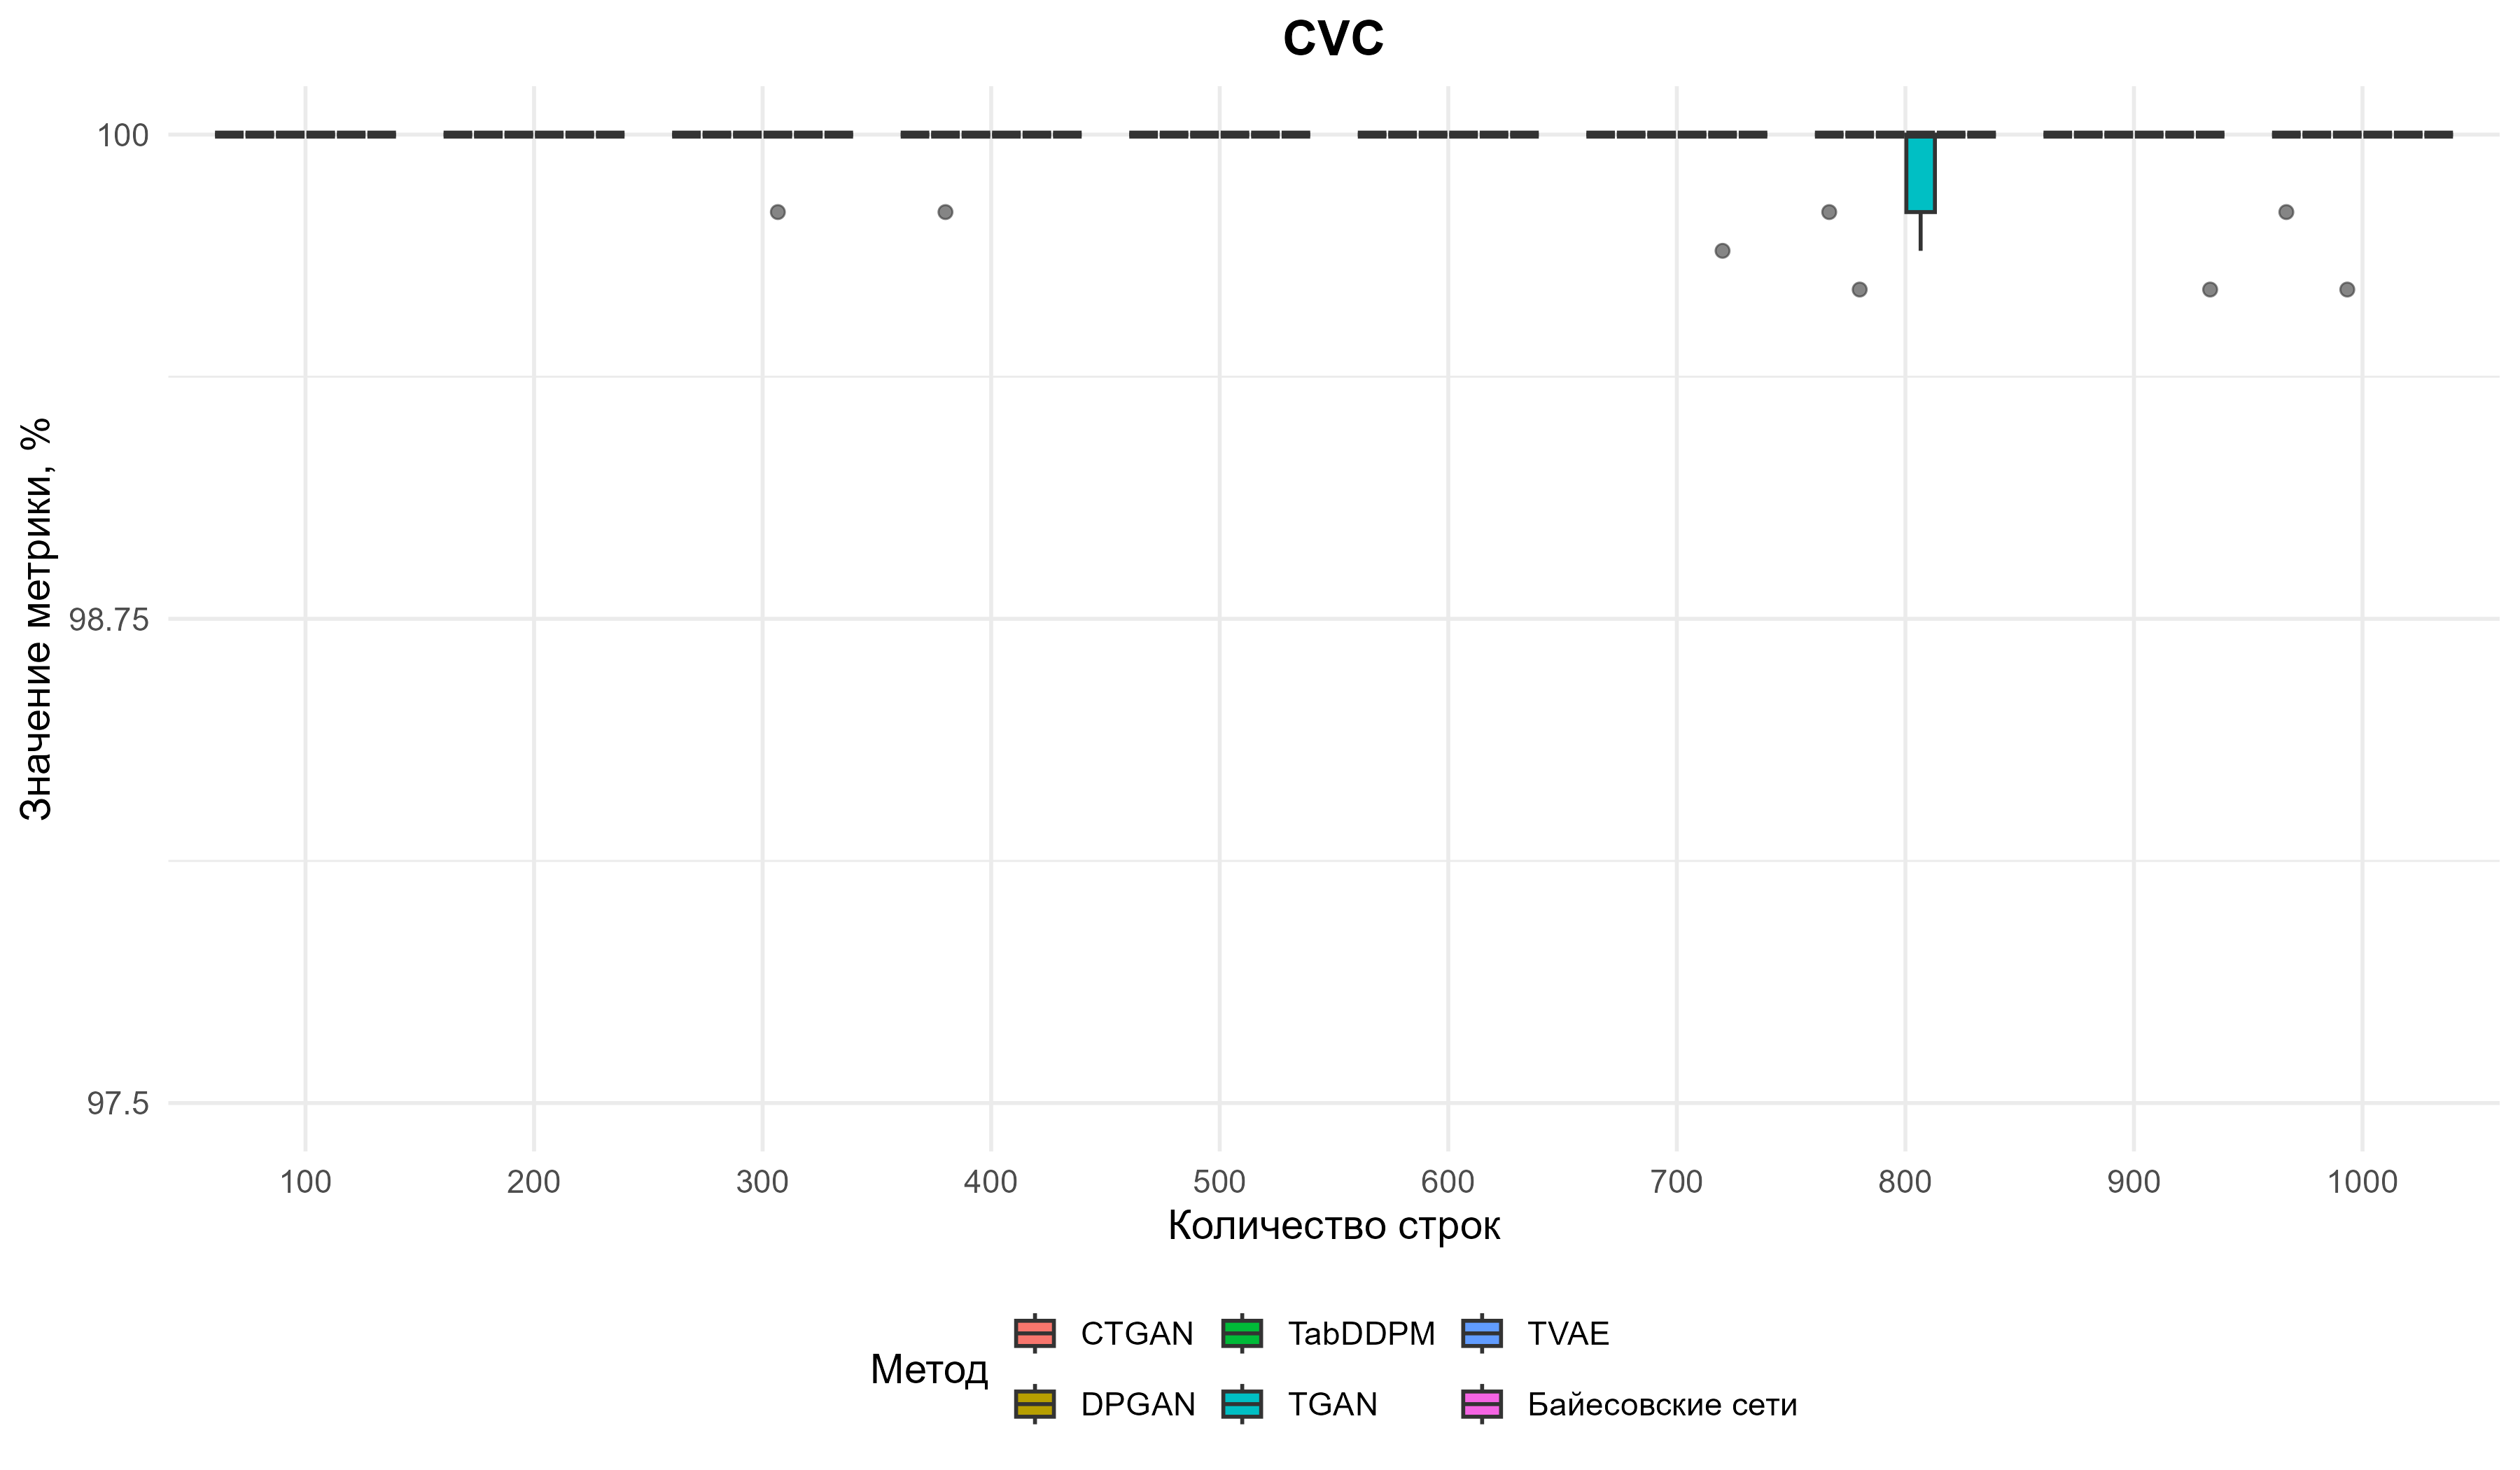 CVC
Значение метрики, %
100
98.75
97.5
100 200 300 400 500 600 700 800 900 1000
Количество строк
Метод
CTGAN TabDDPM TVAE
DPGAN TGAN Байесовские сети